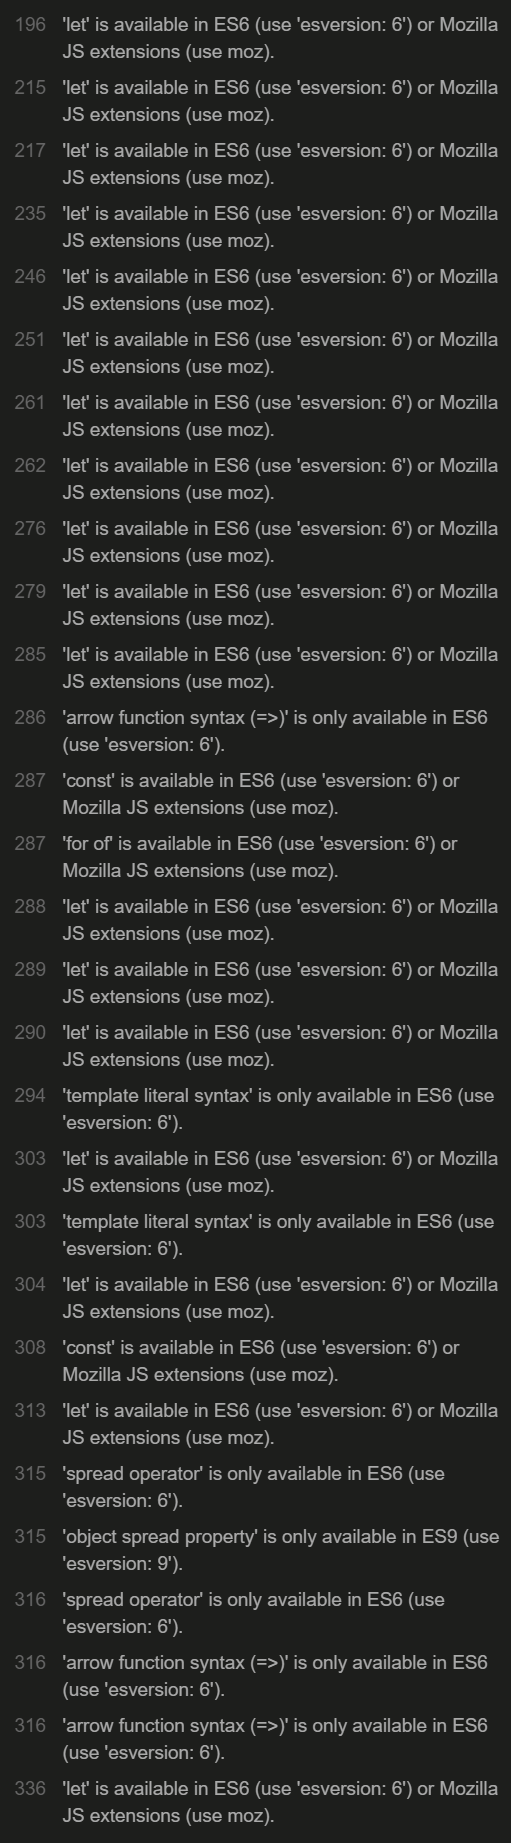 196 'let' is available in ES6 (use 'esversion: 6') or Mozilla
JS extensions (use moz).
215 'let' is available in ES6 (use 'esversion: 6') or Mozilla
JS extensions (use moz).
217 'let' is available in ES6 (use 'esversion: 6') or Mozilla
JS extensions (use moz).
235 'let' is available in ES6 (use 'esversion: 6') or Mozilla
JS extensions (use moz).
246 'let' is available in ES6 (use 'esversion: 6') or Mozilla
JS extensions (use moz).
251 'let' is available in ES6 (use 'esversion: 6') or Mozilla
JS extensions (use moz).
261 'let' is available in ES6 (use 'esversion: 6') or Mozilla
JS extensions (use moz).
262 'let' is available in ES6 (use 'esversion: 6') or Mozilla
JS extensions (use moz).
276 'let' is available in ES6 (use 'esversion: 6') or Mozilla
JS extensions (use moz).
279 'let' is available in ES6 (use 'esversion: 6') or Mozilla
JS extensions (use moz).
285 'let' is available in ES6 (use 'esversion: 6') or Mozilla
JS extensions (use moz).
286 'arrow function syntax (=>)' is only available in ES6
(use 'esversion: 6').
287 'const' is available in ES6 (use 'esversion: 6') or
Mozilla JS extensions (use moz).
287 'for of' is available in ES6 (use 'esversion: 6') or
Mozilla JS extensions (use moz).
288 'let' is available in ES6 (use 'esversion: 6') or Mozilla
JS extensions (use moz).
289 'let' is available in ES6 (use 'esversion: 6') or Mozilla
JS extensions (use moz).
290 'let' is available in ES6 (use 'esversion: 6') or Mozilla
JS extensions (use moz).
294 'template literal syntax' is only available in ES6 (use
'esversion: 6').
303 'let' is available in ES6 (use 'esversion: 6') or Mozilla
JS extensions (use moz).
303 'template literal syntax' is only available in ES6 (use
'esversion: 6').
304 'let' is available in ES6 (use 'esversion: 6') or Mozilla
JS extensions (use moz).
308 'const' is available in ES6 (use 'esversion: 6') or
Mozilla JS extensions (use moz).
313 'let' is available in ES6 (use 'esversion: 6') or Mozilla
JS extensions (use moz).
315 'spread operator' is only available in ES6 (use
'esversion: 6').
315 'object spread property' is only available in ES9 (use
'esversion: 9').
316 'spread operator' is only available in ES6 (use
'esversion: 6').
316 'arrow function syntax (=>)' is only available in ES6
(use 'esversion: 6').
316 'arrow function syntax (=>)' is only available in ES6
(use 'esversion: 6').
336 'let' is available in ES6 (use 'esversion: 6') or Mozilla
JS extensions (use moz).